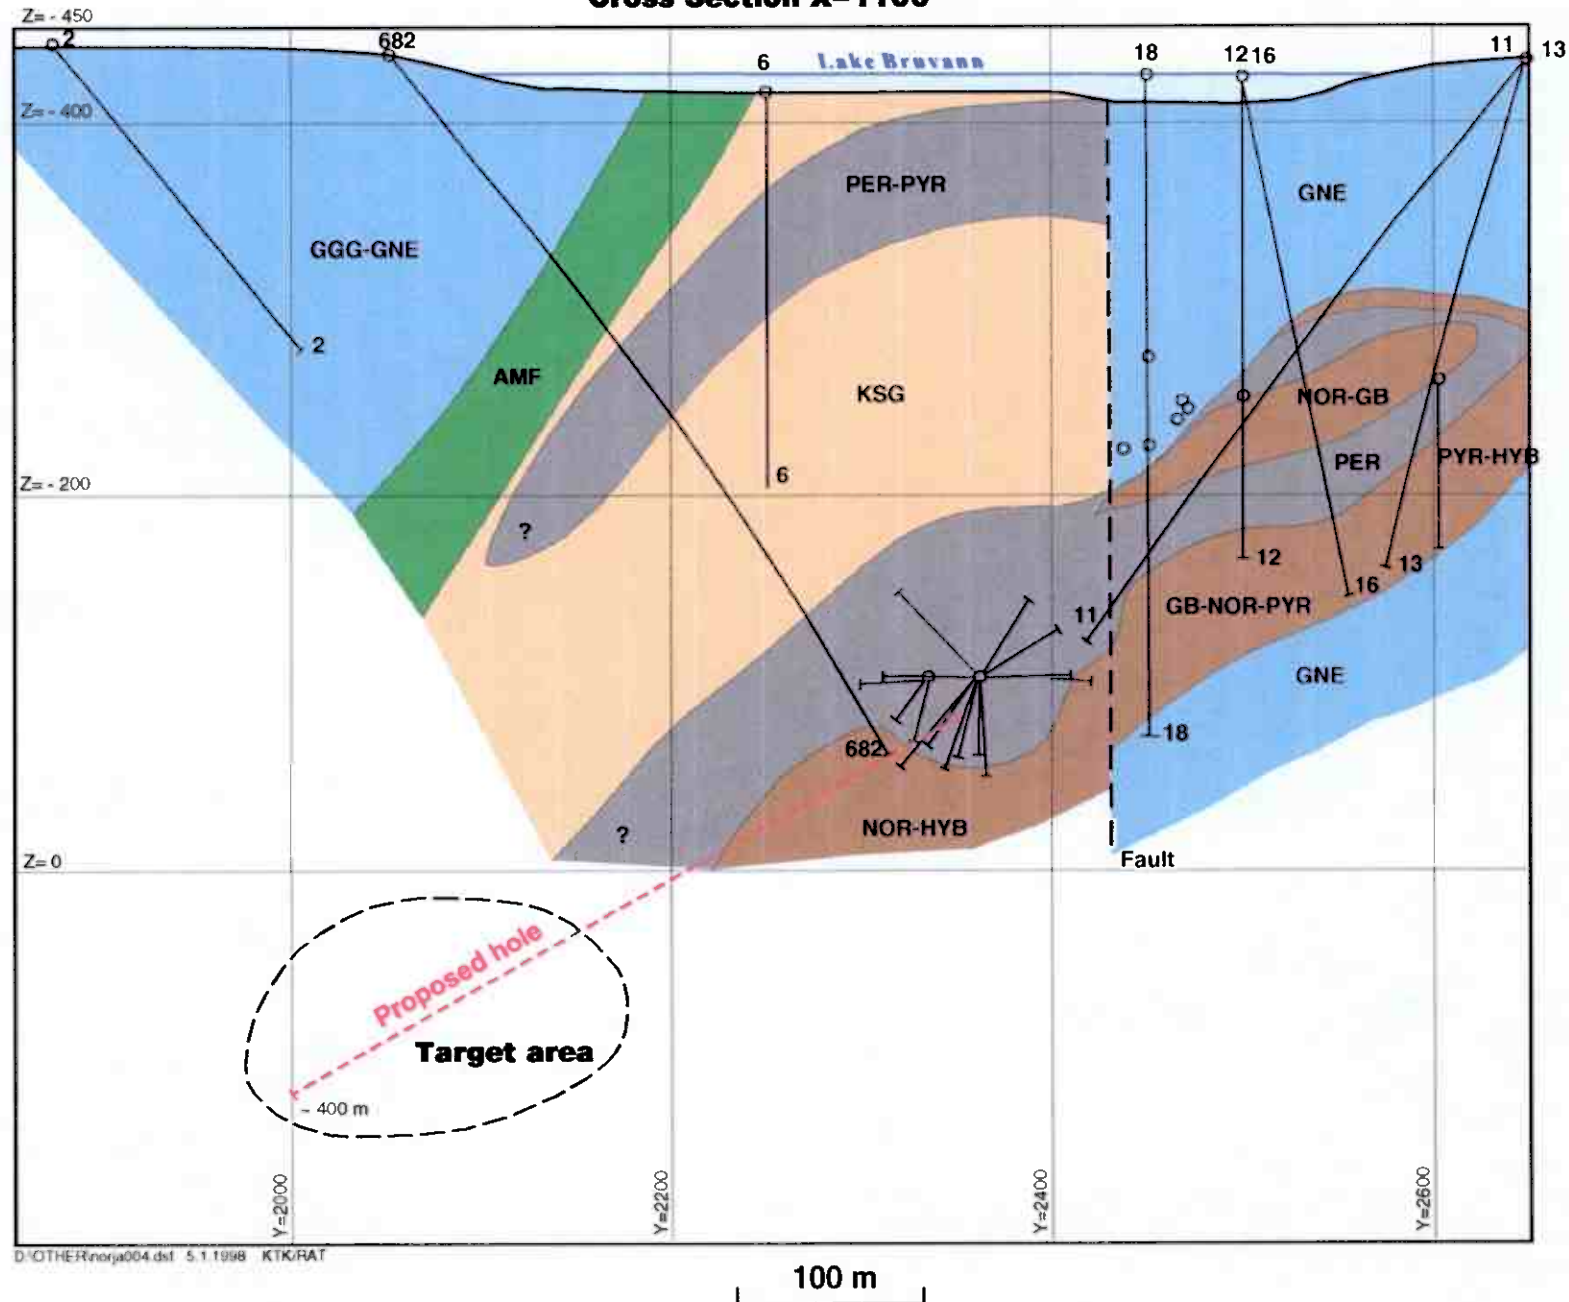 Cross Section X=1100
Z= - 450
2
682
6
Lake Bruvann
18
12 16
11
13
Z= - 400
PER-PYR
GNE
GGG-GNE
2
AMF
KSG
NOR-GB
PER
PYR-HYB
6
Z= - 200
?
12
13
16
11
GB-NOR-PYR
GNE
18
682
NOR-HYB
?
Z= 0
Fault
Proposed hole
Target area
~ 400 m
Y=2000
Y=2200
Y=2400
Y=2600
D:\OTHER\norja004.dsf 5.1.1998 KTK/RAT
100 m